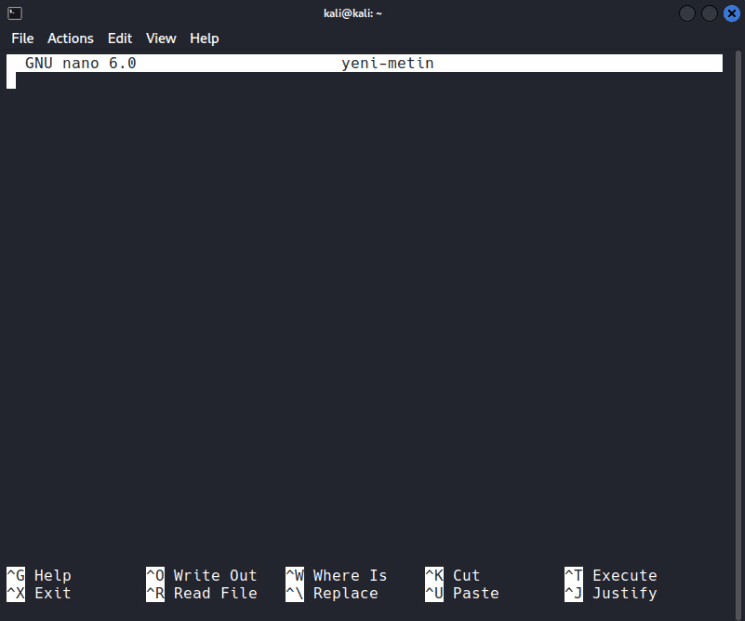 kali@kali: ~
File Actions Edit View Help
GNU nano 6.0 yeni-metin
^G Help ^O Write Out ^W Where Is ^K Cut ^T Execute
^X Exit ^R Read File ^\ Replace ^U Paste ^J Justify